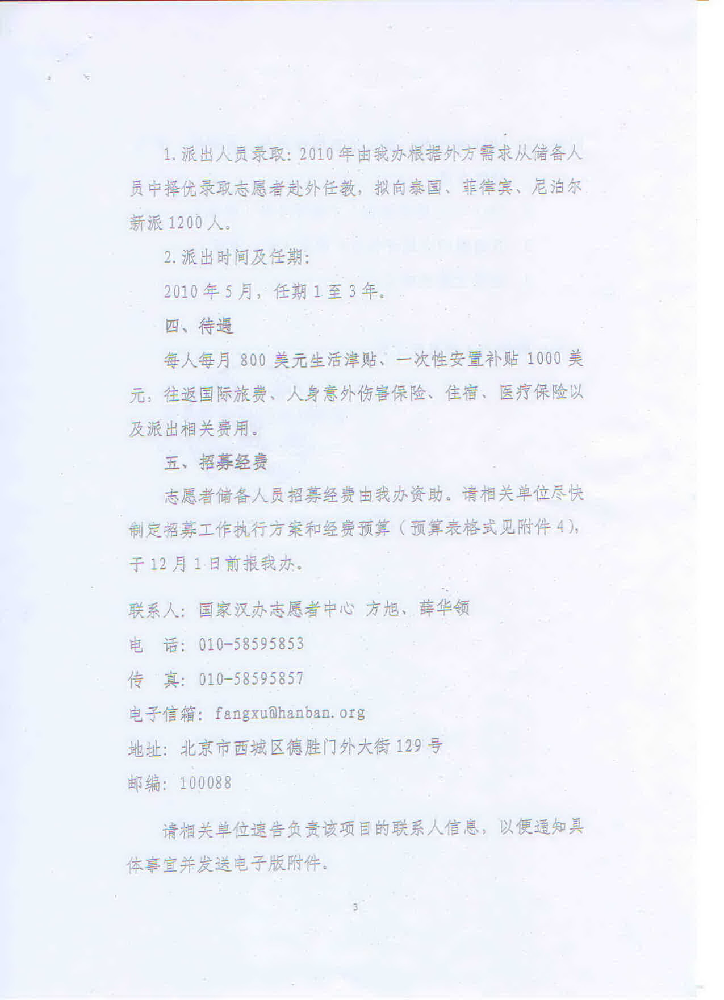 1.派出人员录取：2010年由我办根据外方需求从储备人
员中择优录取志愿者赴外任教，拟向泰国、菲律宾、尼泊尔
新派1200人。
2.派出时间及任期：
2010年5月，任期1至3年。
四、待遇
每人每月800美元生活津贴、一次性安置补贴1000美
元，往返国际旅费、人身意外伤害保险、住宿、医疗保险以
及派出相关费用。
五、招募经费
志愿者储备人员招募经费由我办资助。请相关单位尽快
制定招募工作执行方案和经费预算（预算表格式见附件4），
于12月1日前报我办。
联系人：国家汉办志愿者中心 方旭、薛华领
电　话：010-58595853
传　真：010-58595857
电子信箱：fangxu@hanban.org
地址：北京市西城区德胜门外大街129号
邮编：100088
请相关单位速告负责该项目的联系人信息，以便通知具
体事宜并发送电子版附件。
3